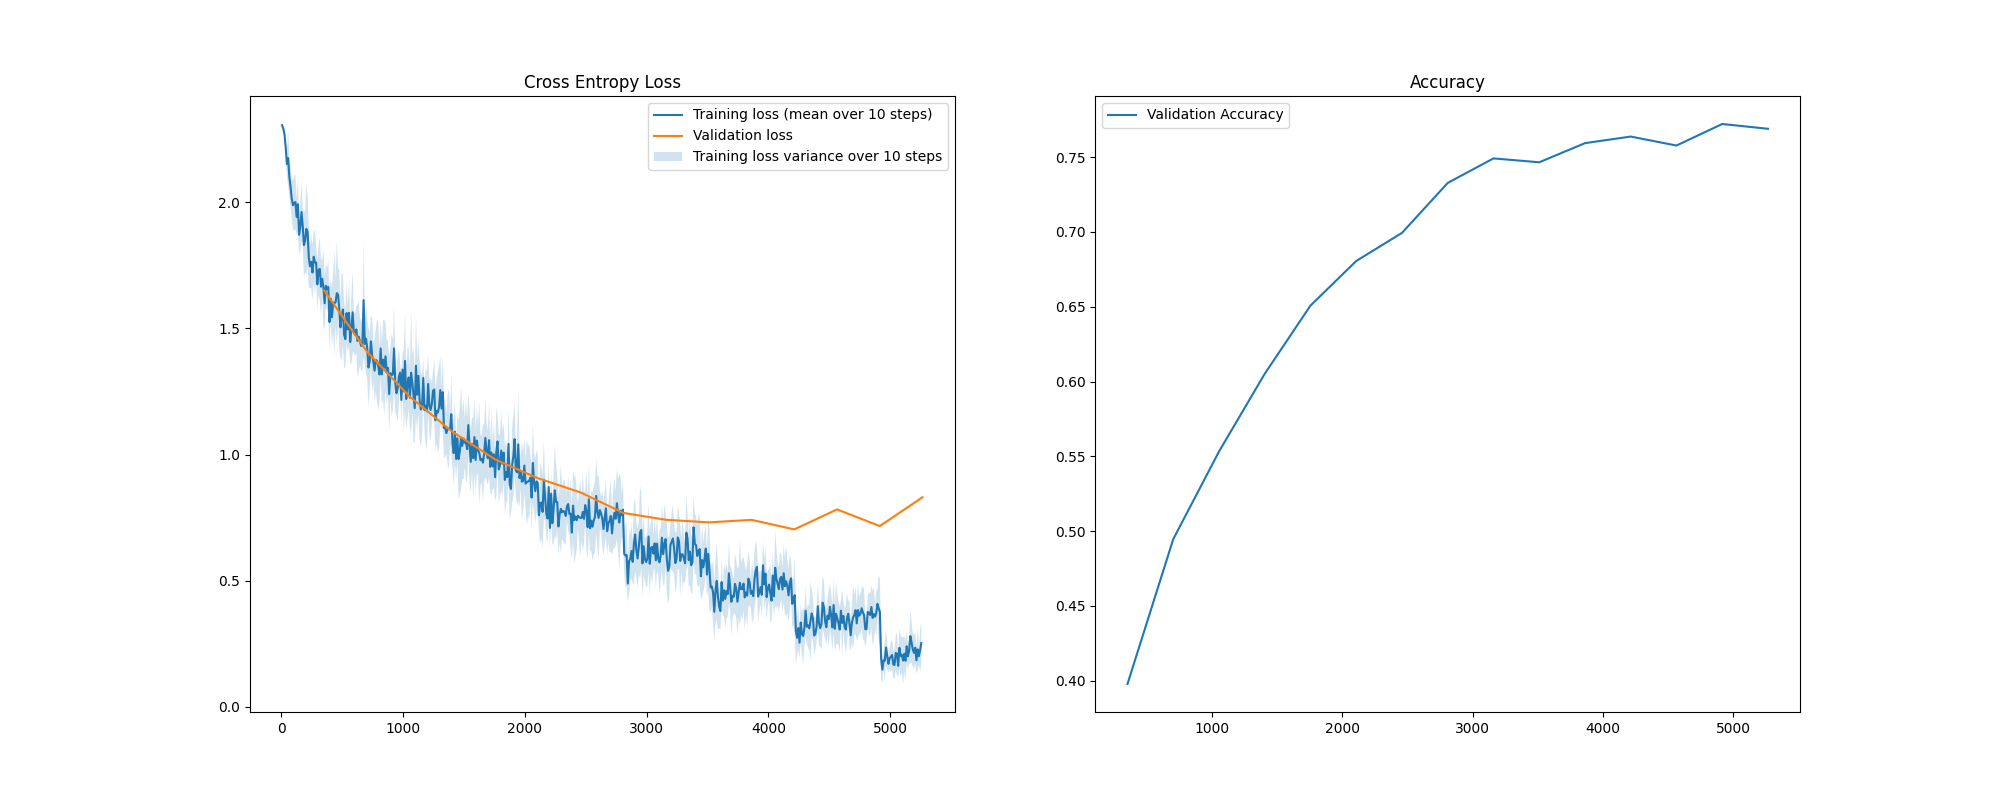 Cross Entropy Loss
Training loss (mean over 10 steps)
Validation loss
Training loss variance over 10 steps
2.0
1.5
1.0
0.5
0.0
0 1000 2000 3000 4000 5000
Accuracy
Validation Accuracy
0.75
0.70
0.65
0.60
0.55
0.50
0.45
0.40
1000 2000 3000 4000 5000